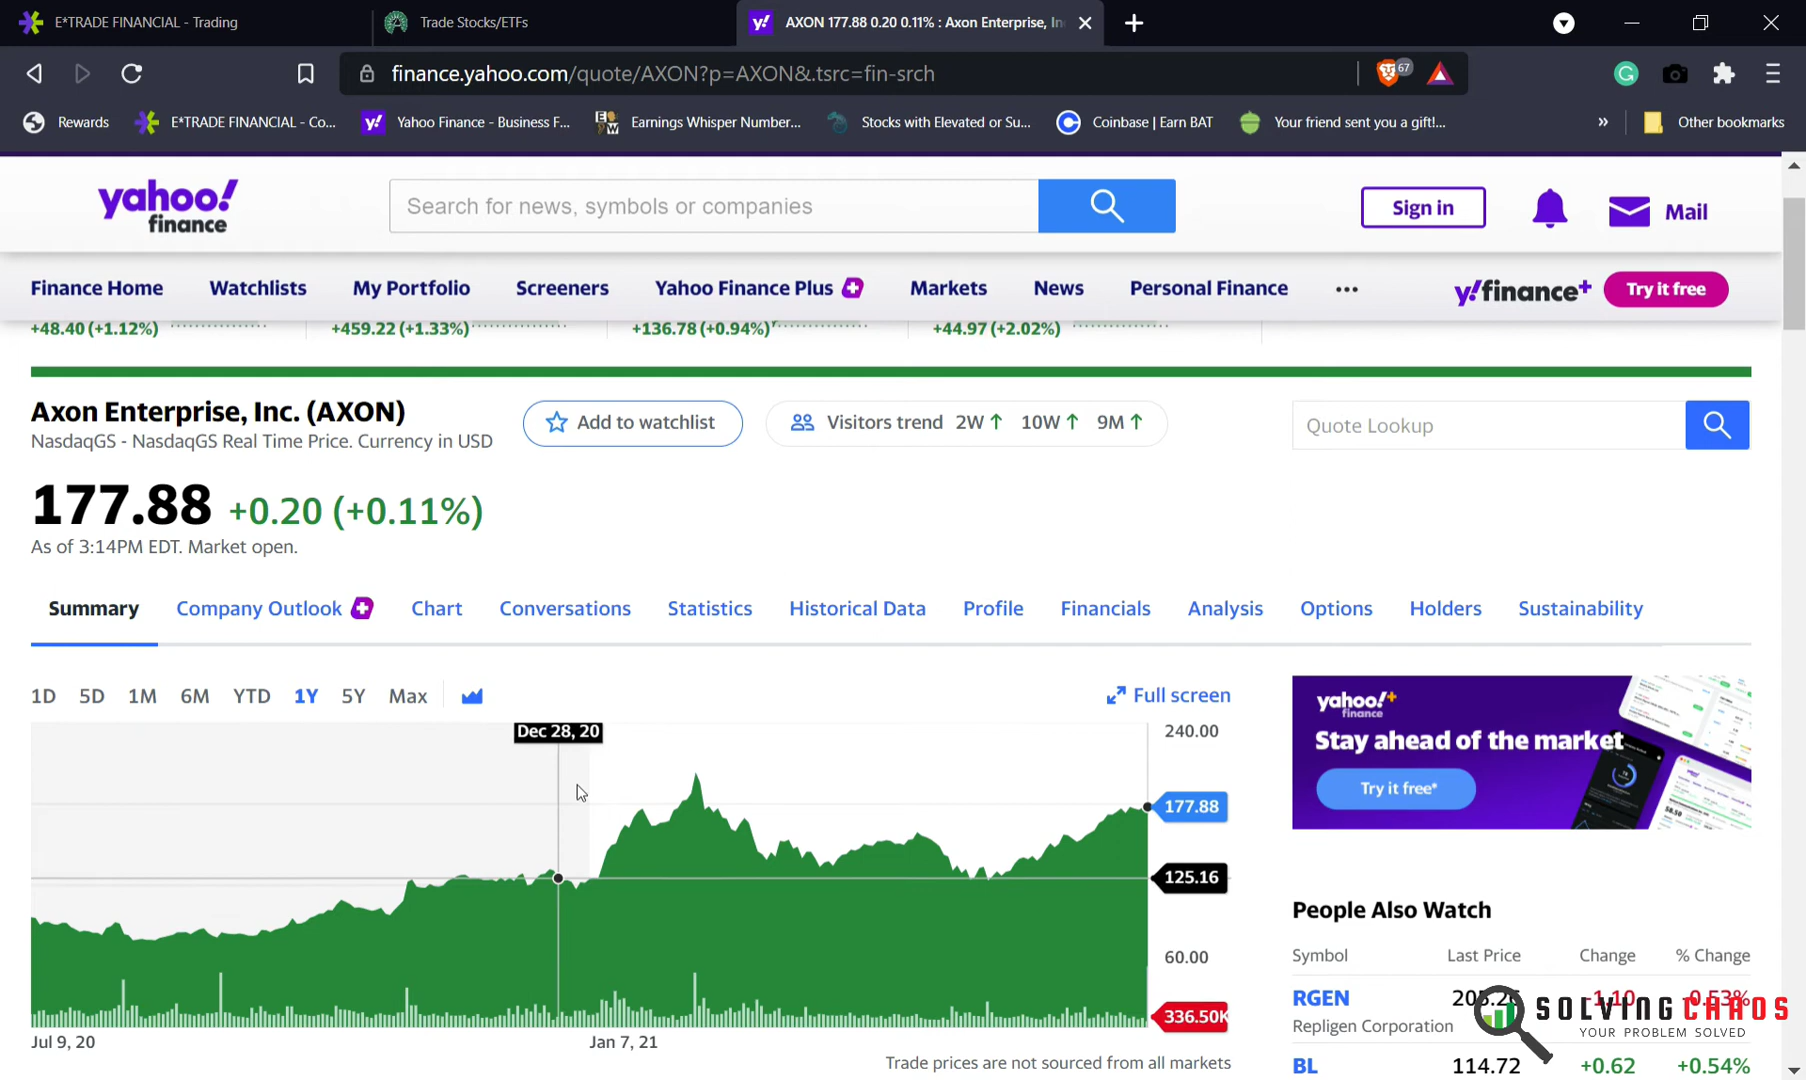 E*TRADE FINANCIAL - Trading
Trade Stocks/ETFs
y! AXON 177.88 0.20 0.11% : Axon Enterprise, In
finance.yahoo.com/quote/AXON?p=AXON&.tsrc=fin-srch
67
G
Rewards
E*TRADE FINANCIAL - Co...
y! Yahoo Finance - Business F...
E W Earnings Whisper Number...
Stocks with Elevated or Su...
Coinbase | Earn BAT
Your friend sent you a gift!...
»
Other bookmarks
yahoo!
finance
Search for news, symbols or companies
Sign in
Mail
Finance Home
Watchlists
My Portfolio
Screeners
Yahoo Finance Plus
Markets
News
Personal Finance
•••
y!finance+
Try it free
+48.40 (+1.12%)
+459.22 (+1.33%)
+136.78 (+0.94%)
+44.97 (+2.02%)
Axon Enterprise, Inc. (AXON)
NasdaqGS - NasdaqGS Real Time Price. Currency in USD
Add to watchlist
Visitors trend 2W↑ 10W↑ 9M↑
Quote Lookup
177.88 +0.20 (+0.11%)
As of 3:14PM EDT. Market open.
Summary
Company Outlook
Chart
Conversations
Statistics
Historical Data
Profile
Financials
Analysis
Options
Holders
Sustainability
1D 5D 1M 6M YTD 1Y 5Y Max
Full screen
Dec 28, 20
240.00
177.88
125.16
60.00
336.50K
Jul 9, 20
Jan 7, 21
Trade prices are not sourced from all markets
yahoo!+
finance
Stay ahead of the market
Try it free*
People Also Watch
Symbol Last Price Change % Change
RGEN 205.26 -1.10 -0.53%
Repligen Corporation
BL 114.72 +0.62 +0.54%
SOLVING CHAOS
YOUR PROBLEM SOLVED